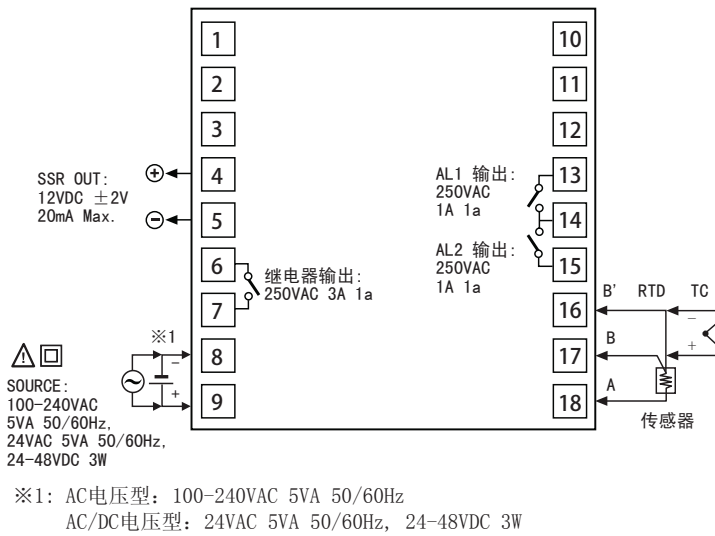 1
2
3
4
5
6
7
8
9
10
11
12
13
14
15
16
17
18
SSR OUT:
12VDC ±2V
20mA Max.
继电器输出:
250VAC 3A 1a
AL1 输出:
250VAC
1A 1a
AL2 输出:
250VAC
1A 1a
B' RTD TC
B
A
传感器
−
+
※1
−
+
SOURCE:
100-240VAC
5VA 50/60Hz,
24VAC 5VA 50/60Hz,
24-48VDC 3W
※1: AC电压型: 100-240VAC 5VA 50/60Hz
AC/DC电压型: 24VAC 5VA 50/60Hz, 24-48VDC 3W